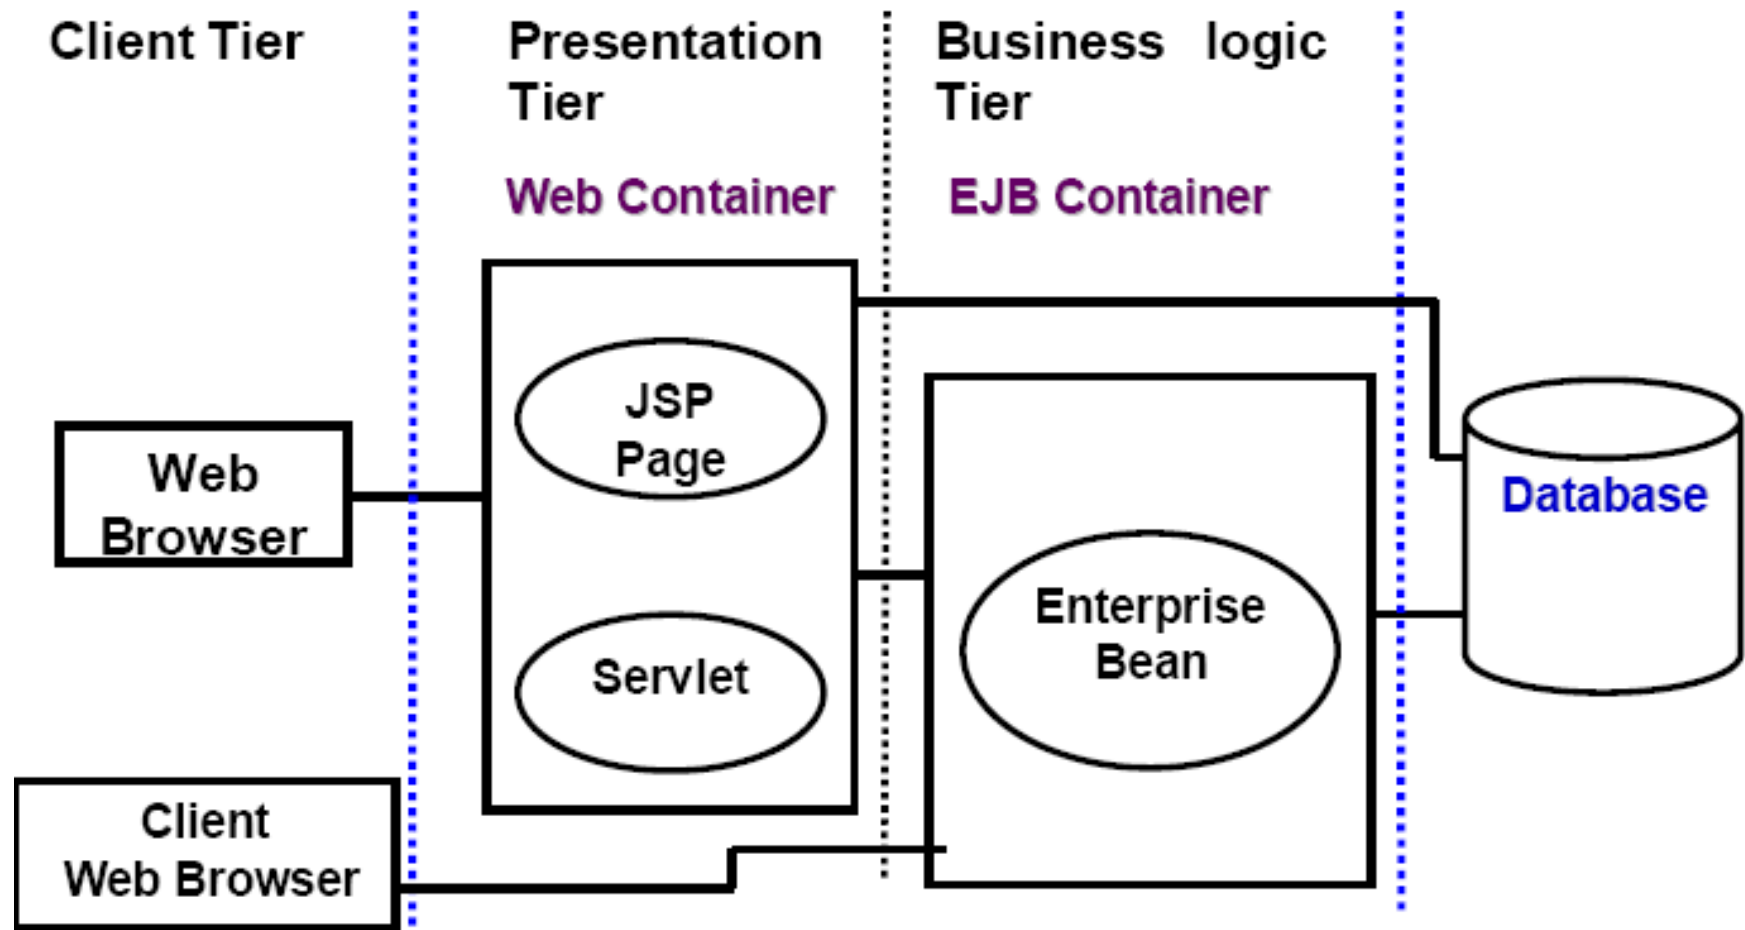 Client Tier
Presentation
Tier
Business logic
Tier
Web Container
EJB Container
JSP
Page
Web
Browser
Database
Enterprise
Bean
Servlet
Client
Web Browser